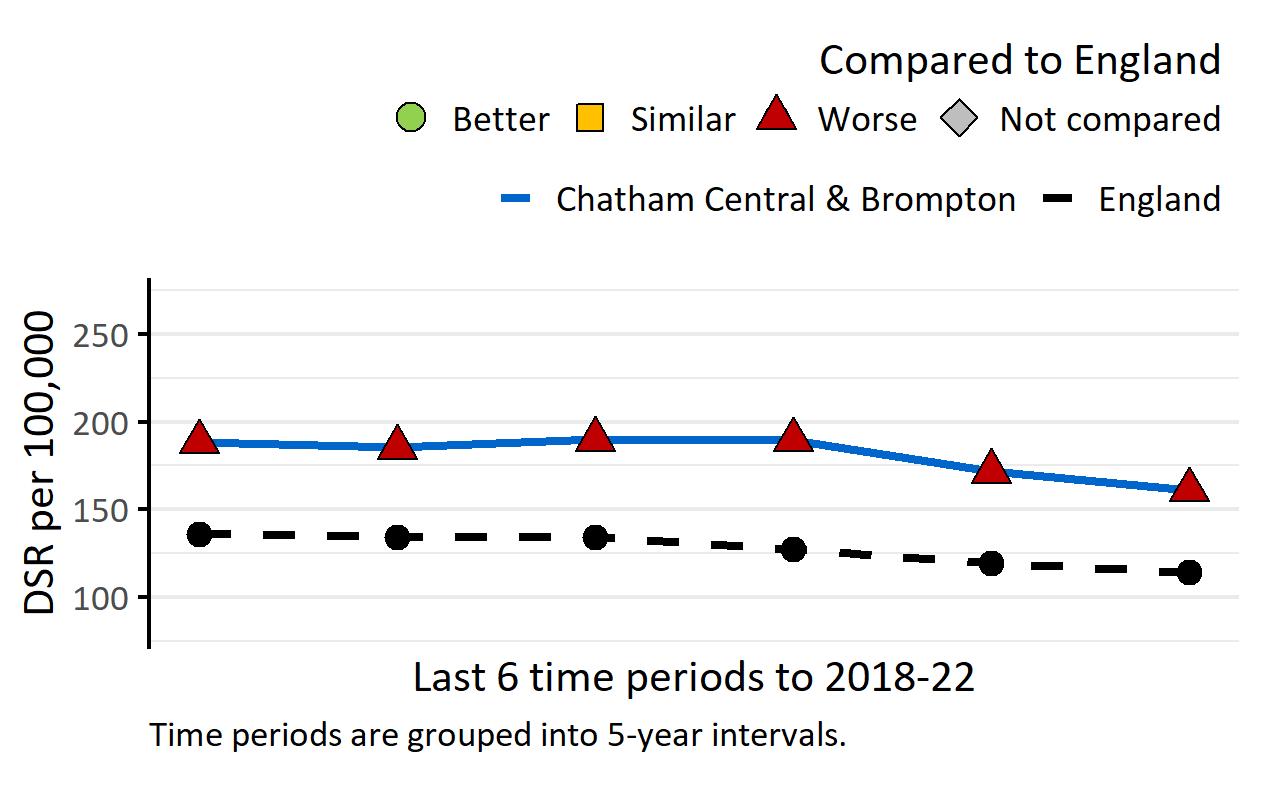 Compared to England
Better Similar Worse Not compared
Chatham Central & Brompton England
DSR per 100,000
250
200
150
100
Last 6 time periods to 2018-22
Time periods are grouped into 5-year intervals.